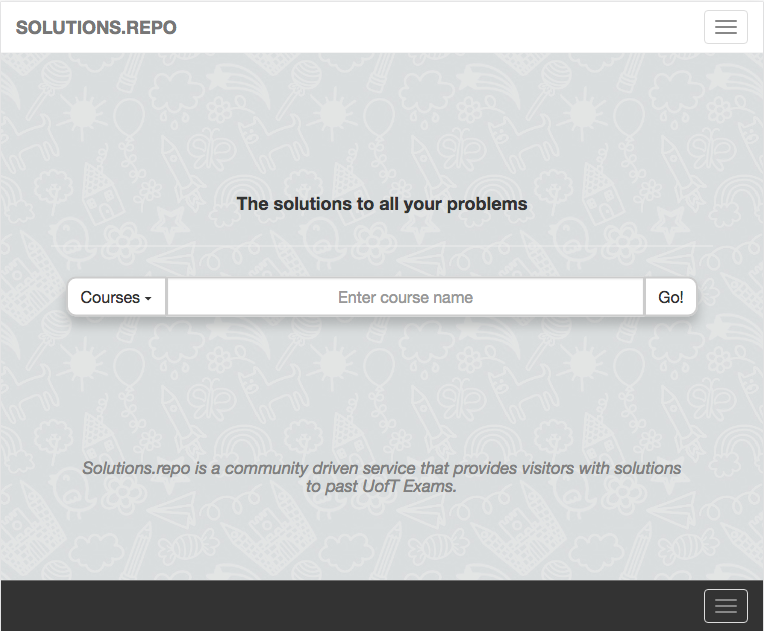 SOLUTIONS.REPO
The solutions to all your problems
Courses Enter course name Go!
Solutions.repo is a community driven service that provides visitors with solutions
to past UofT Exams.